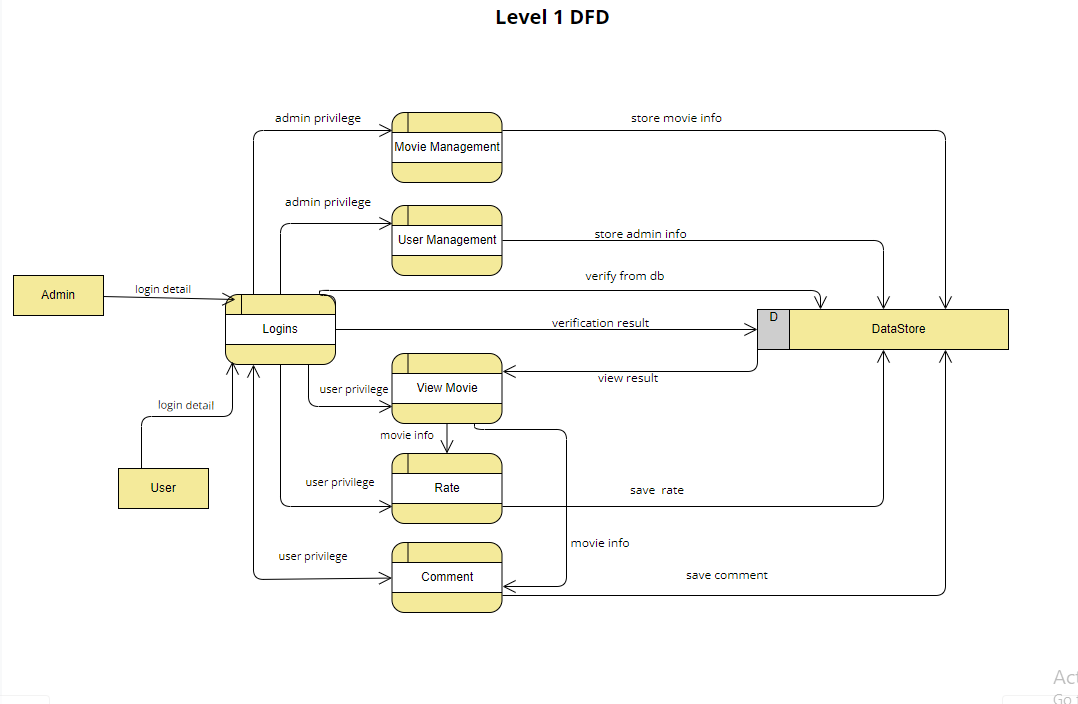 Level 1 DFD
admin privilege
store movie info
Movie Management
admin privilege
User Management
store admin info
verify from db
Admin
login detail
Logins
verification result
D
DataStore
view result
user privilege
View Movie
login detail
movie info
User
user privilege
Rate
save rate
movie info
user privilege
Comment
save comment
Act
Go t